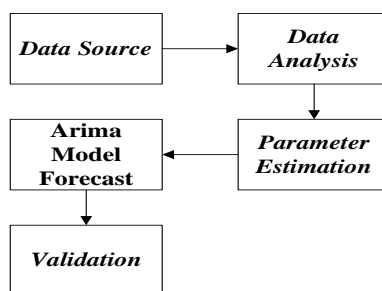 Data Source
Data
Analysis
Parameter
Estimation
Arima
Model
Forecast
Validation